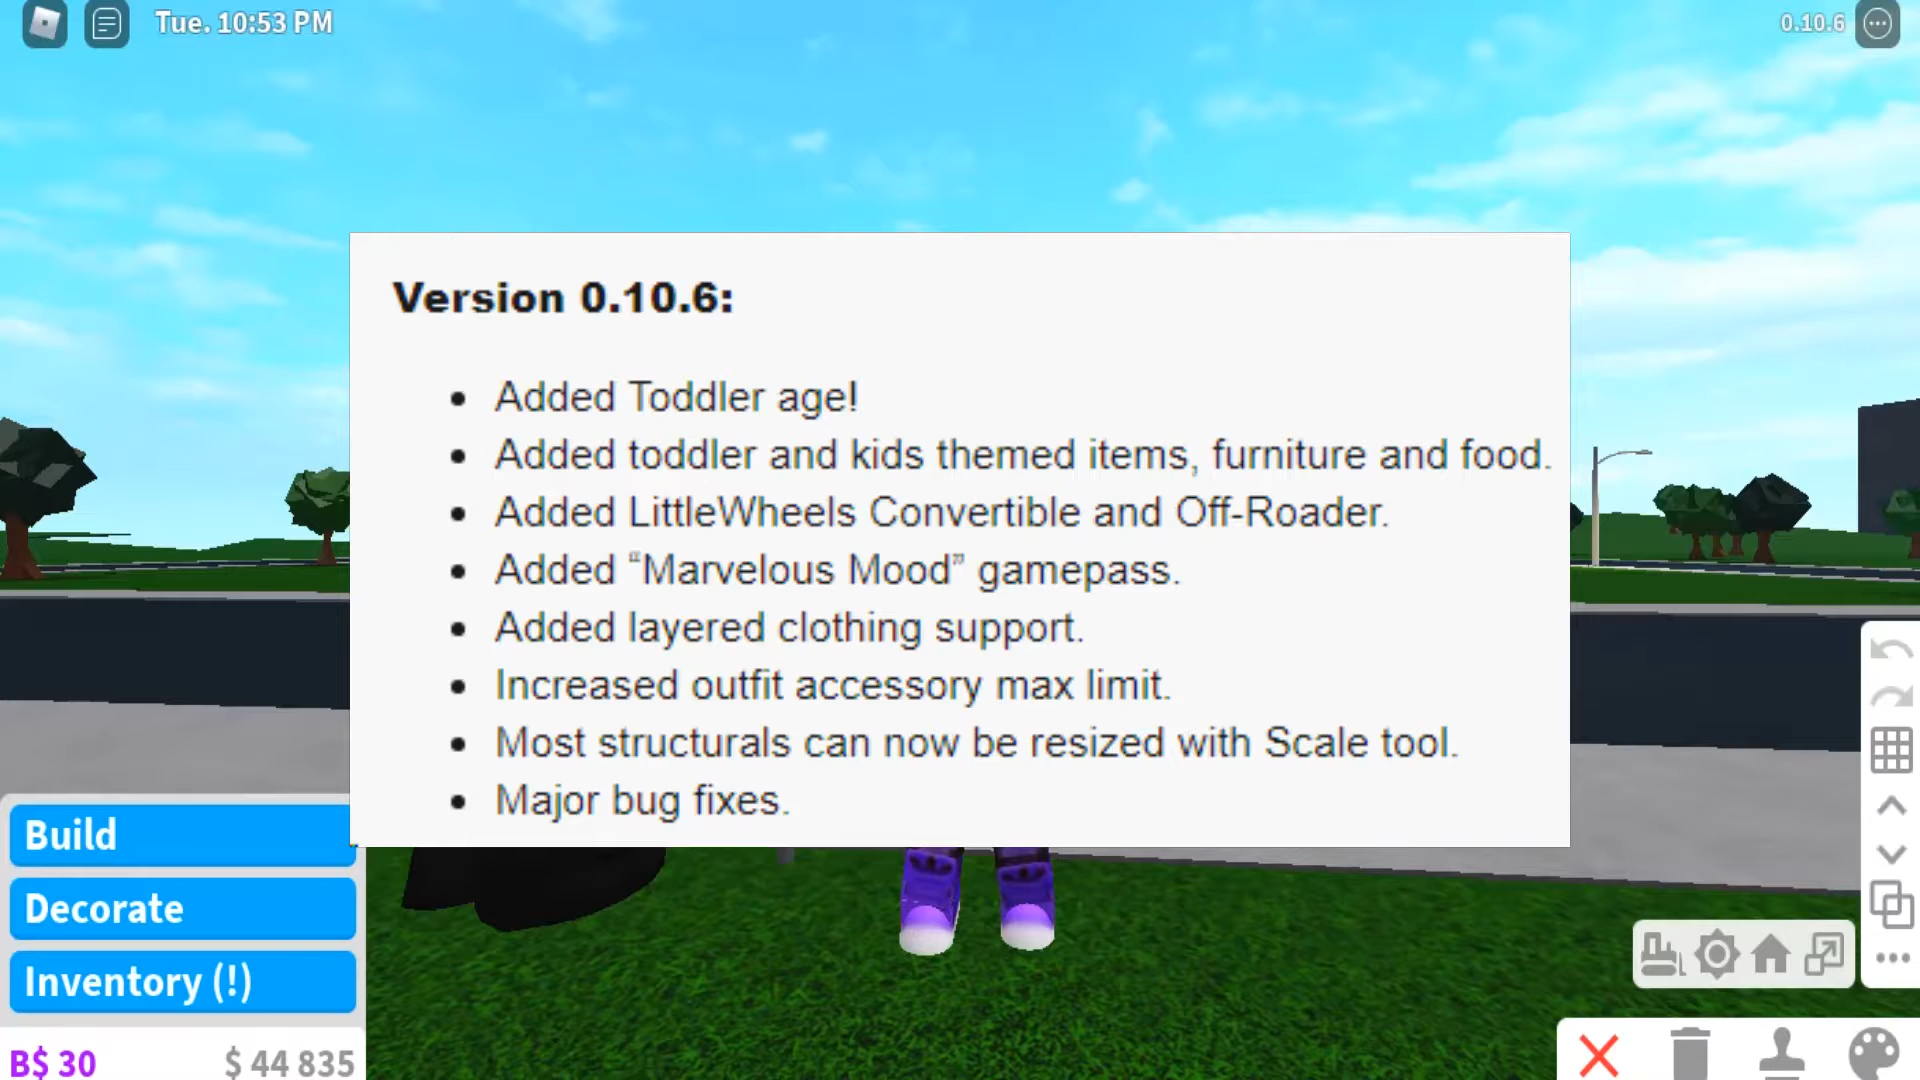 Tue. 10:53 PM
0.10.6
Version 0.10.6:
• Added Toddler age!
• Added toddler and kids themed items, furniture and food.
• Added LittleWheels Convertible and Off-Roader.
• Added “Marvelous Mood” gamepass.
• Added layered clothing support.
• Increased outfit accessory max limit.
• Most structurals can now be resized with Scale tool.
• Major bug fixes.
Build
Decorate
Inventory (!)
B$ 30 $ 44 835